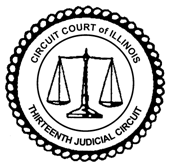 CIRCUIT COURT of ILLINOIS
THIRTEENTH JUDICIAL CIRCUIT